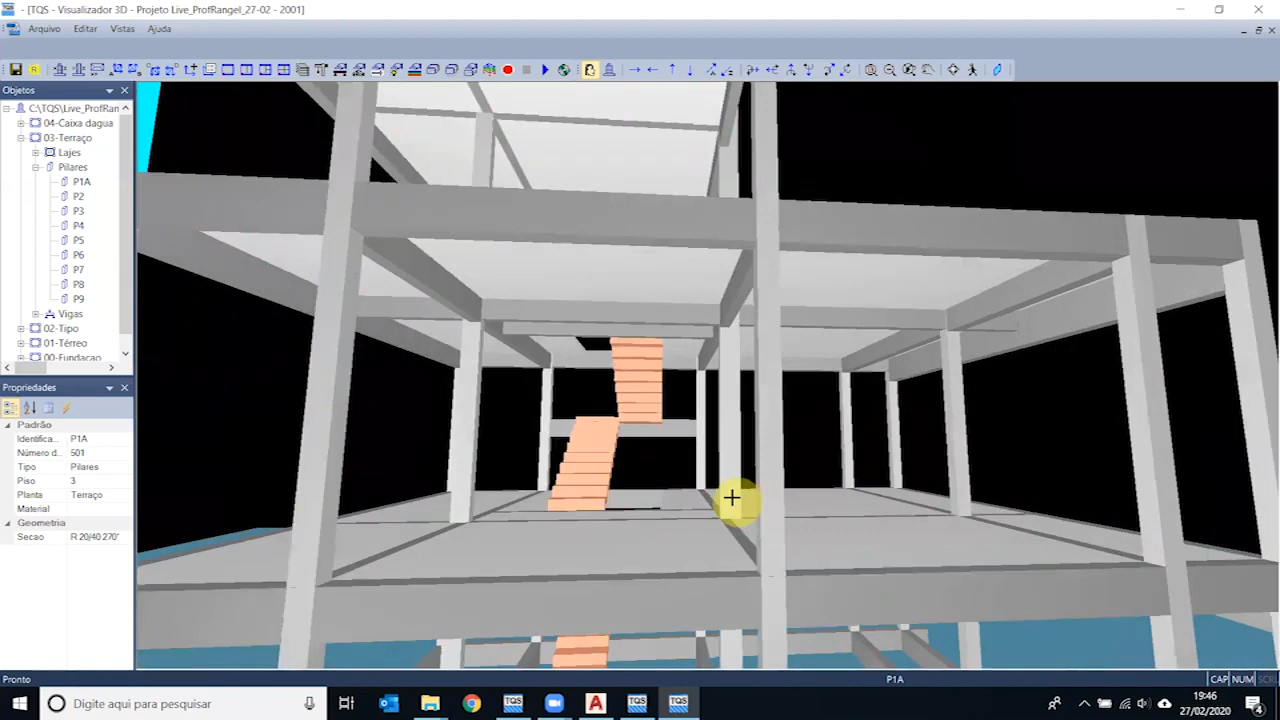 - [TQS - Visualizador 3D - Projeto Live_ProfRangel_27-02 - 2001]
Arquivo Editar Vistas Ajuda
Objetos
C:\TQS\Live_ProfRan
04-Caixa dagua
03-Terraço
Lajes
Pilares
P1A
P2
P3
P4
P5
P6
P7
P8
P9
Vigas
02-Tipo
01-Térreo
00-Fundacao
Propriedades
Padrão
Identifica... P1A
Número d... 501
Tipo Pilares
Piso 3
Planta Terraço
Material
Geometria
Secao R 20/40 270°
Pronto P1A CAP NUM SCRL
Digite aqui para pesquisar
TQS TQS TQS
19:46
27/02/2020
4